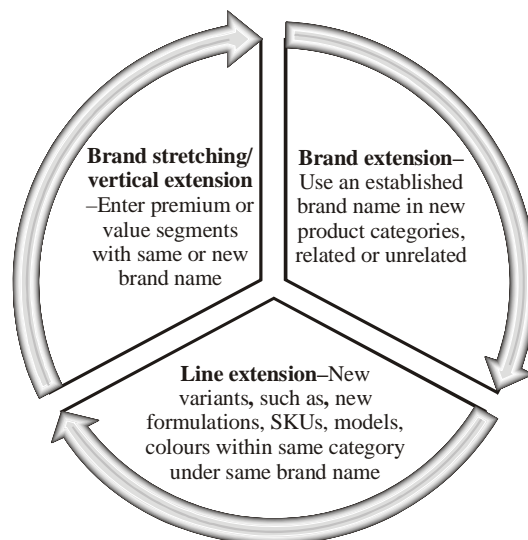 Brand stretching/
vertical extension
–Enter premium or
value segments
with same or new
brand name
Brand extension–
Use an established
brand name in new
product categories,
related or unrelated
Line extension–New
variants, such as, new
formulations, SKUs, models,
colours within same category
under same brand name